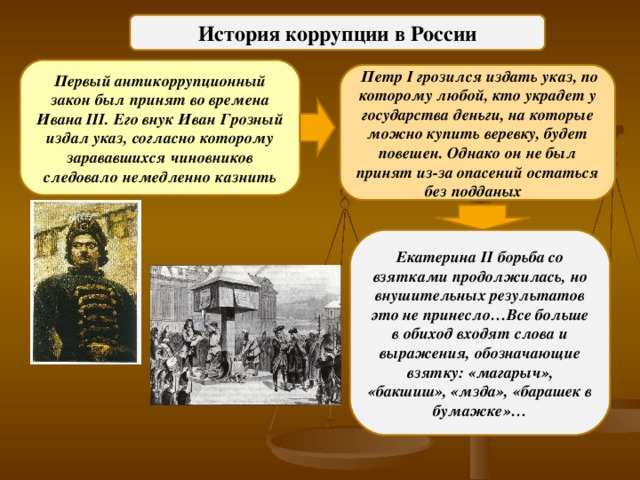 История коррупции в России
Первый антикоррупционный
закон был принят во времена
Ивана III. Его внук Иван Грозный
издал указ, согласно которому
зарававшихся чиновников
следовало немедленно казнить
Петр I грозился издать указ, по
которому любой, кто украдет у
государства деньги, на которые
можно купить веревку, будет
повешен. Однако он не был
принят из-за опасений остаться
без подданых
Екатерина II борьба со
взятками продолжилась, но
внушительных результатов
это не принесло…Все больше
в обиход входят слова и
выражения, обозначающие
взятку: «магарыч»,
«бакшиш», «мзда», «барашек в
бумажке»…